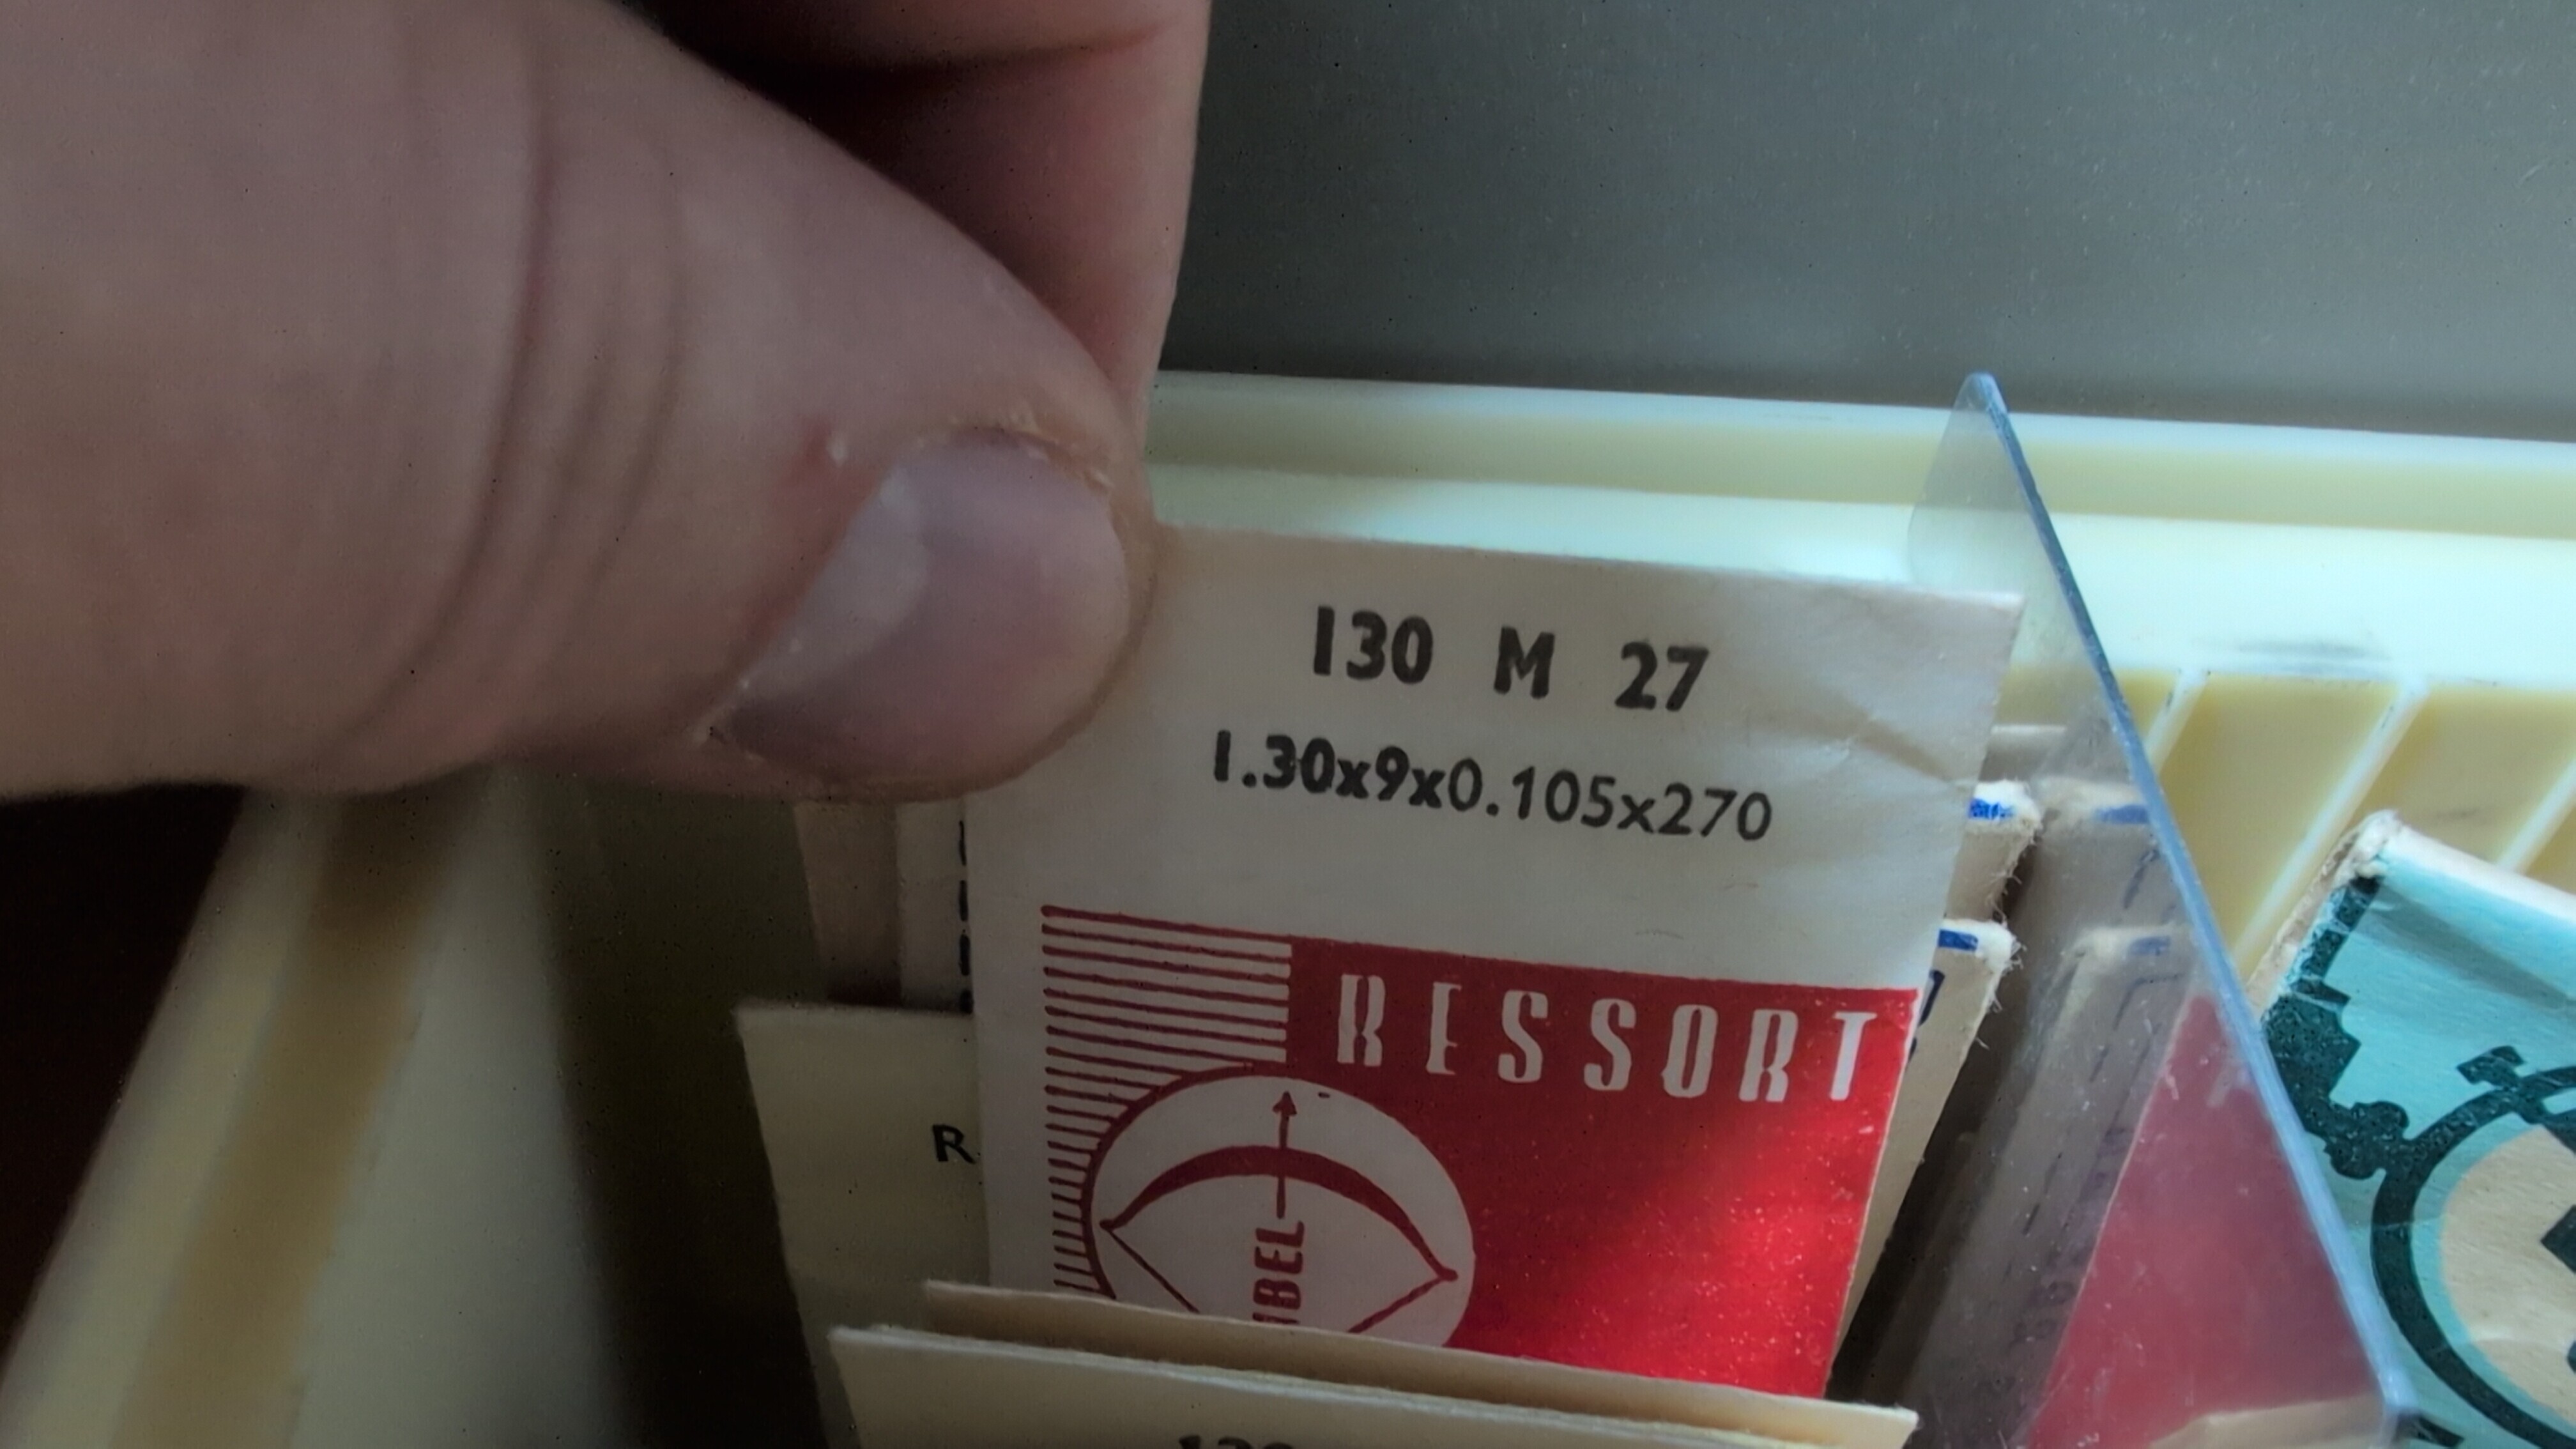 130 M 27
1.30x9x0.105x270
RESSORT
R